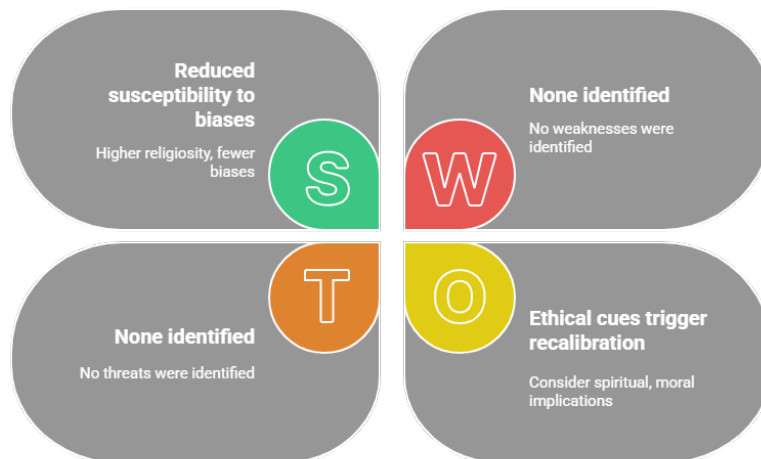 Reduced
susceptibility to
biases
Higher religiosity, fewer
biases
S
None identified
No weaknesses were
identified
W
None identified
No threats were identified
T
O
Ethical cues trigger
recalibration
Consider spiritual, moral
implications